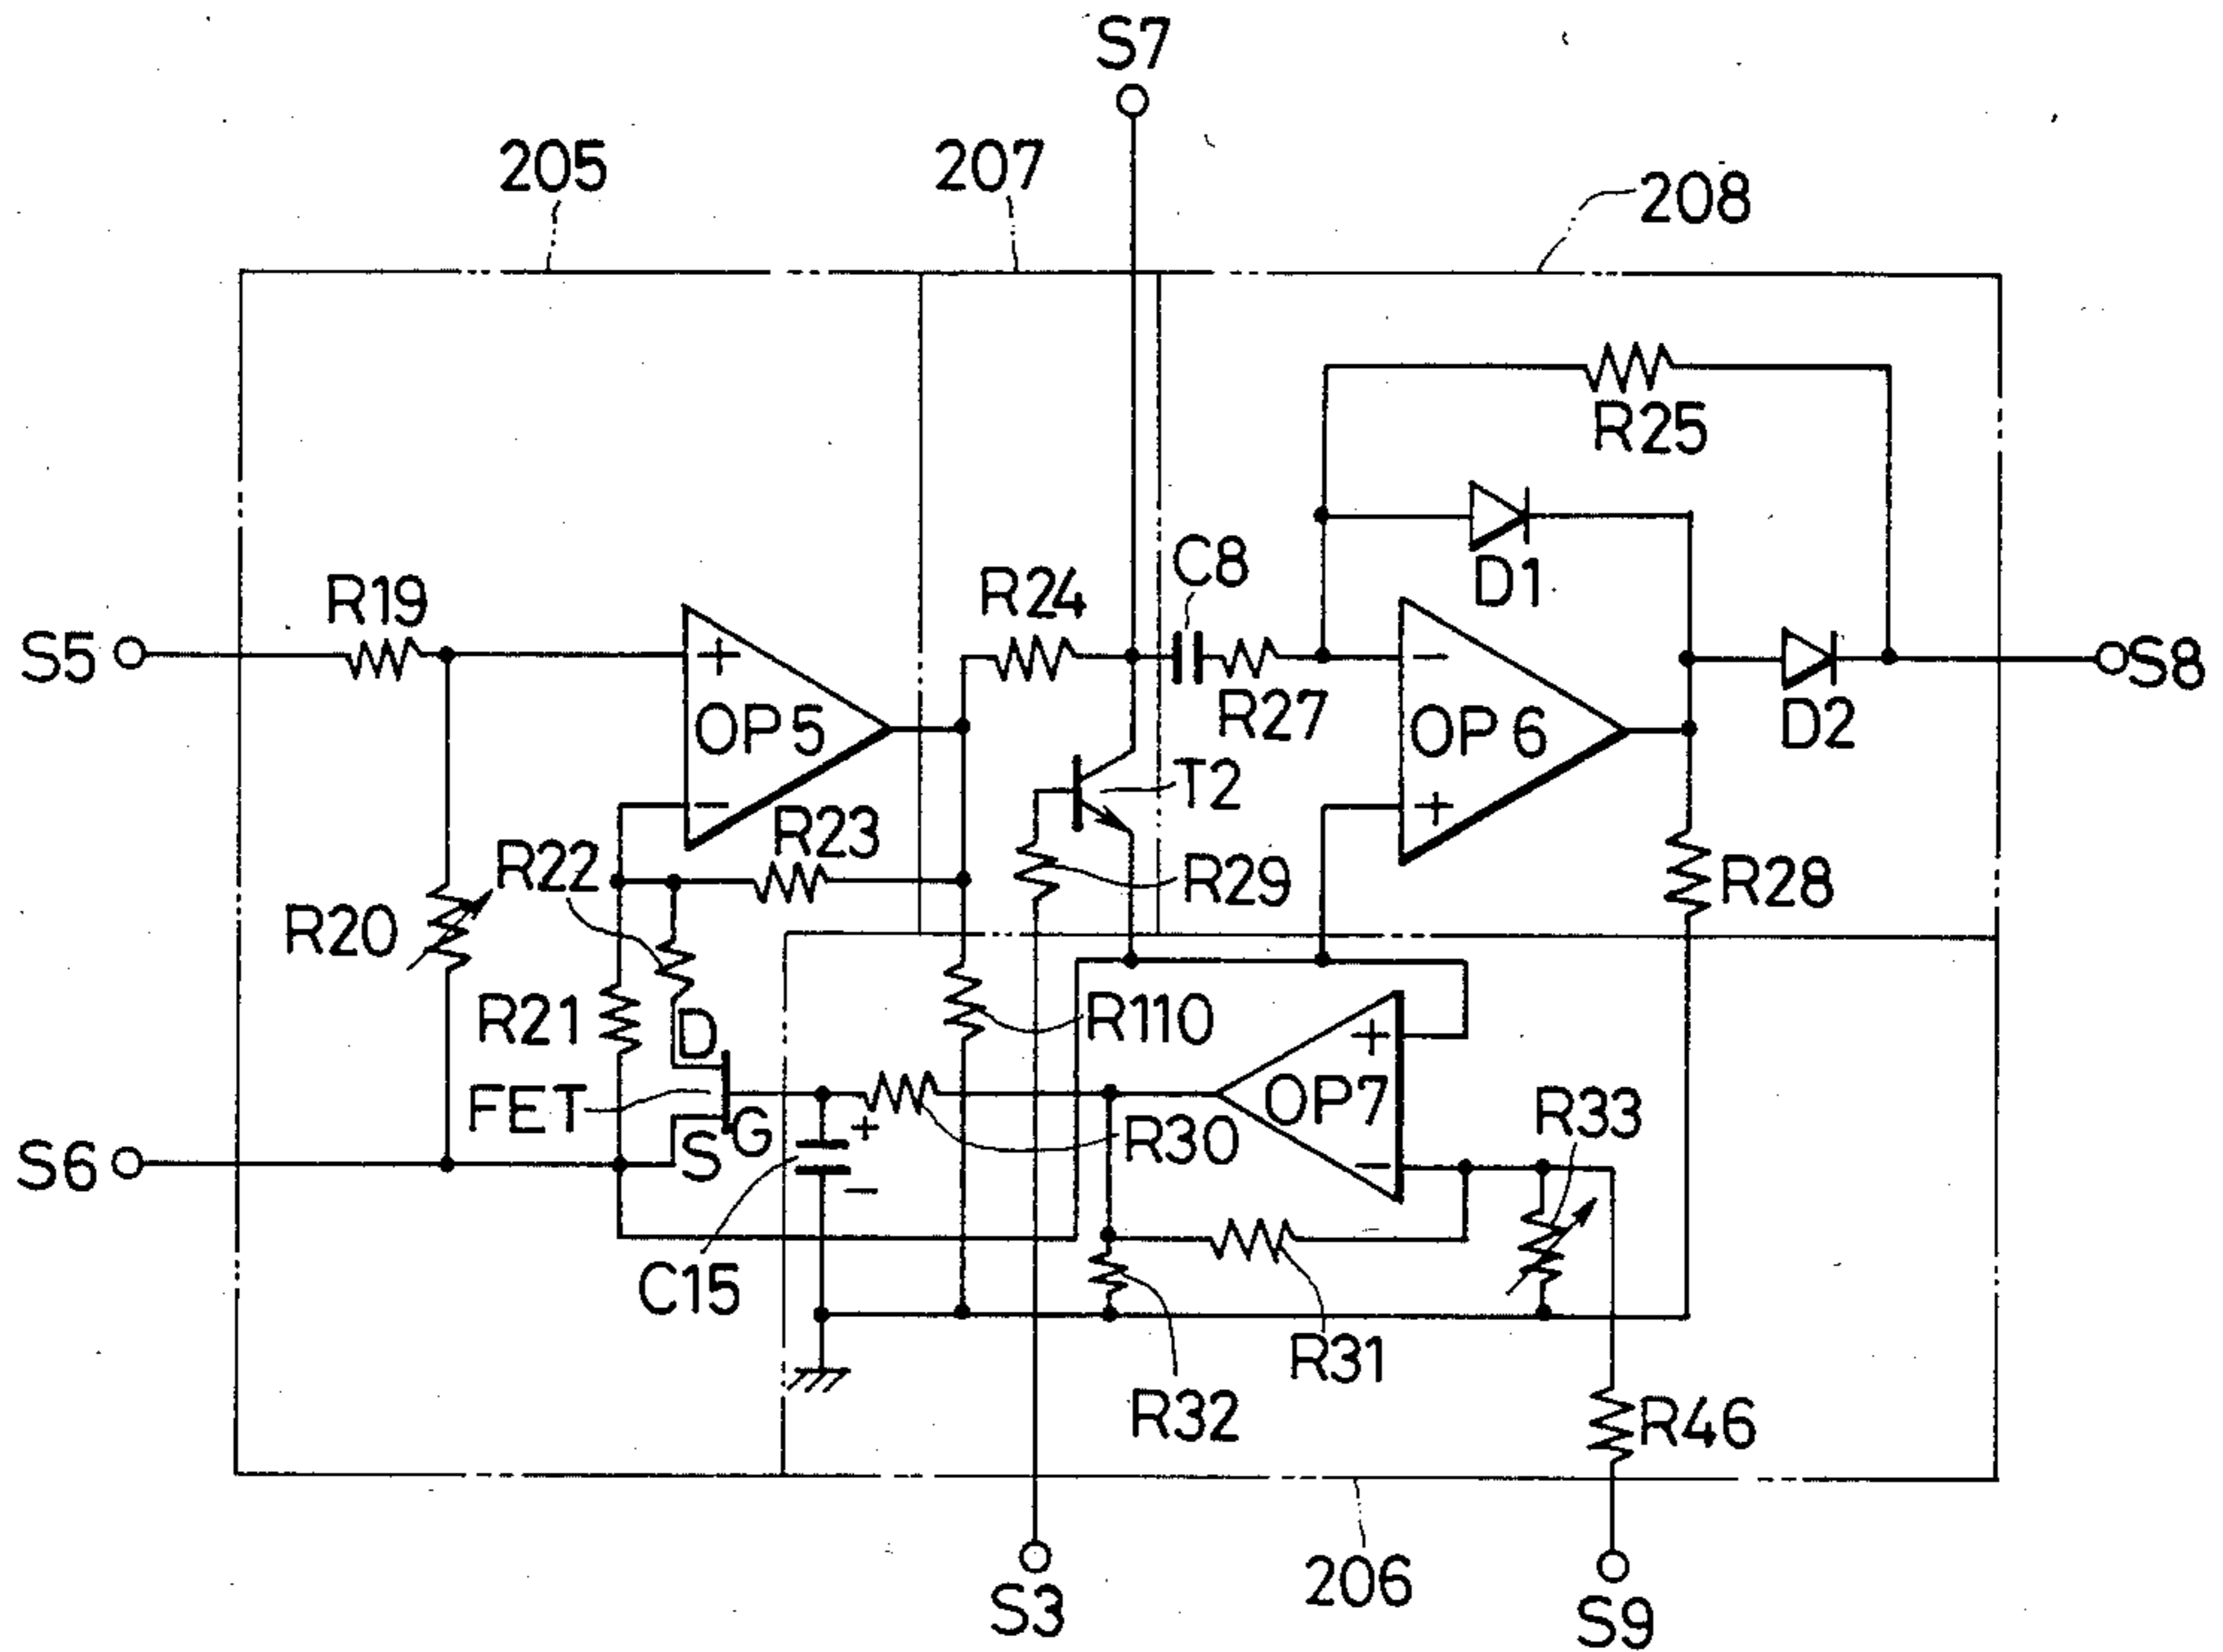 S7
205
207
208
R25
D1
C8
R24
R19
S5
+
OP5
−
R27
−
OP6
+
D2
S8
T2
R23
R22
R29
R28
R20
R21
D
FET
G
S
R110
+
OP7
−
R33
R30
S6
+
−
C15
R31
R32
R46
S3
206
S9